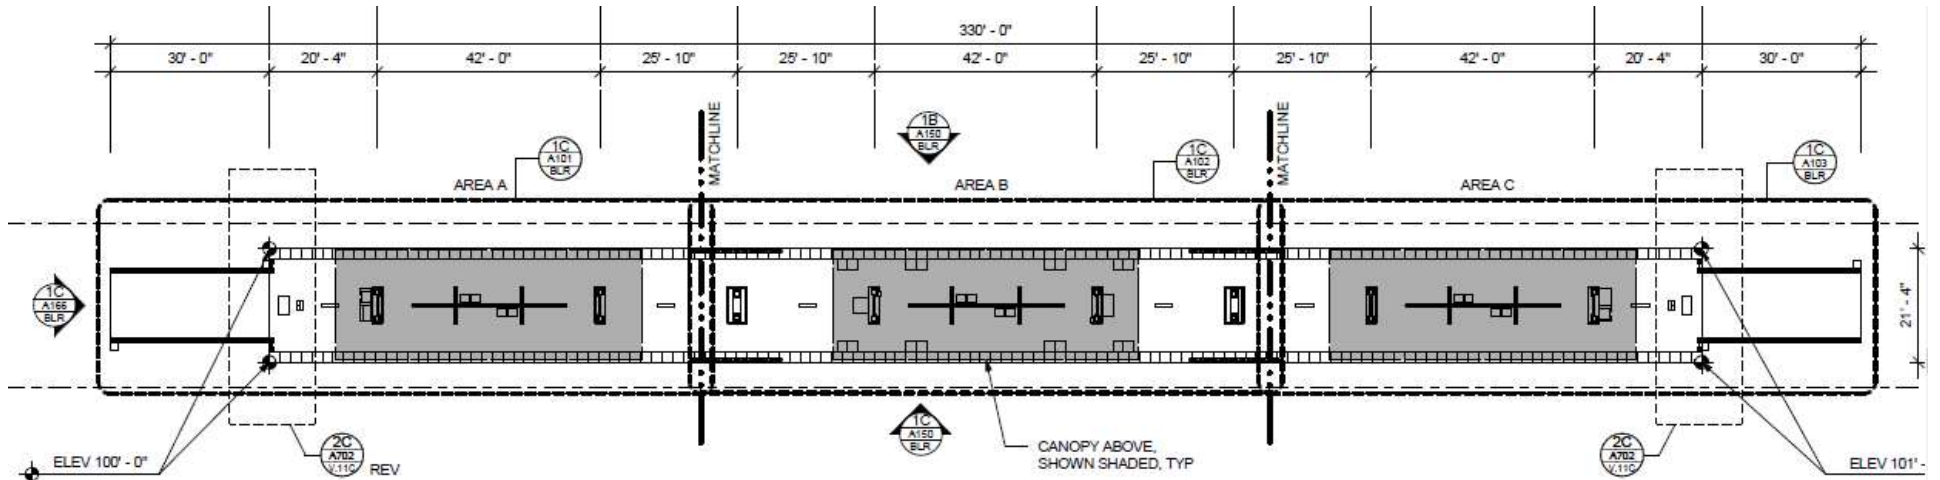 330' - 0"
30' - 0"
20' - 4"
42' - 0"
25' - 10"
25' - 10"
42' - 0"
25' - 10"
25' - 10"
42' - 0"
20' - 4"
30' - 0"
MATCHLINE
MATCHLINE
1B
A150
BLR
1C
A101
BLR
1C
A102
BLR
1C
A103
BLR
AREA A
AREA B
AREA C
1C
A166
BLR
21' - 4"
1C
A150
BLR
CANOPY ABOVE,
SHOWN SHADED, TYP
2C
A702
V.11C
REV
2C
A702
V.11C
ELEV 100' - 0"
ELEV 101' -